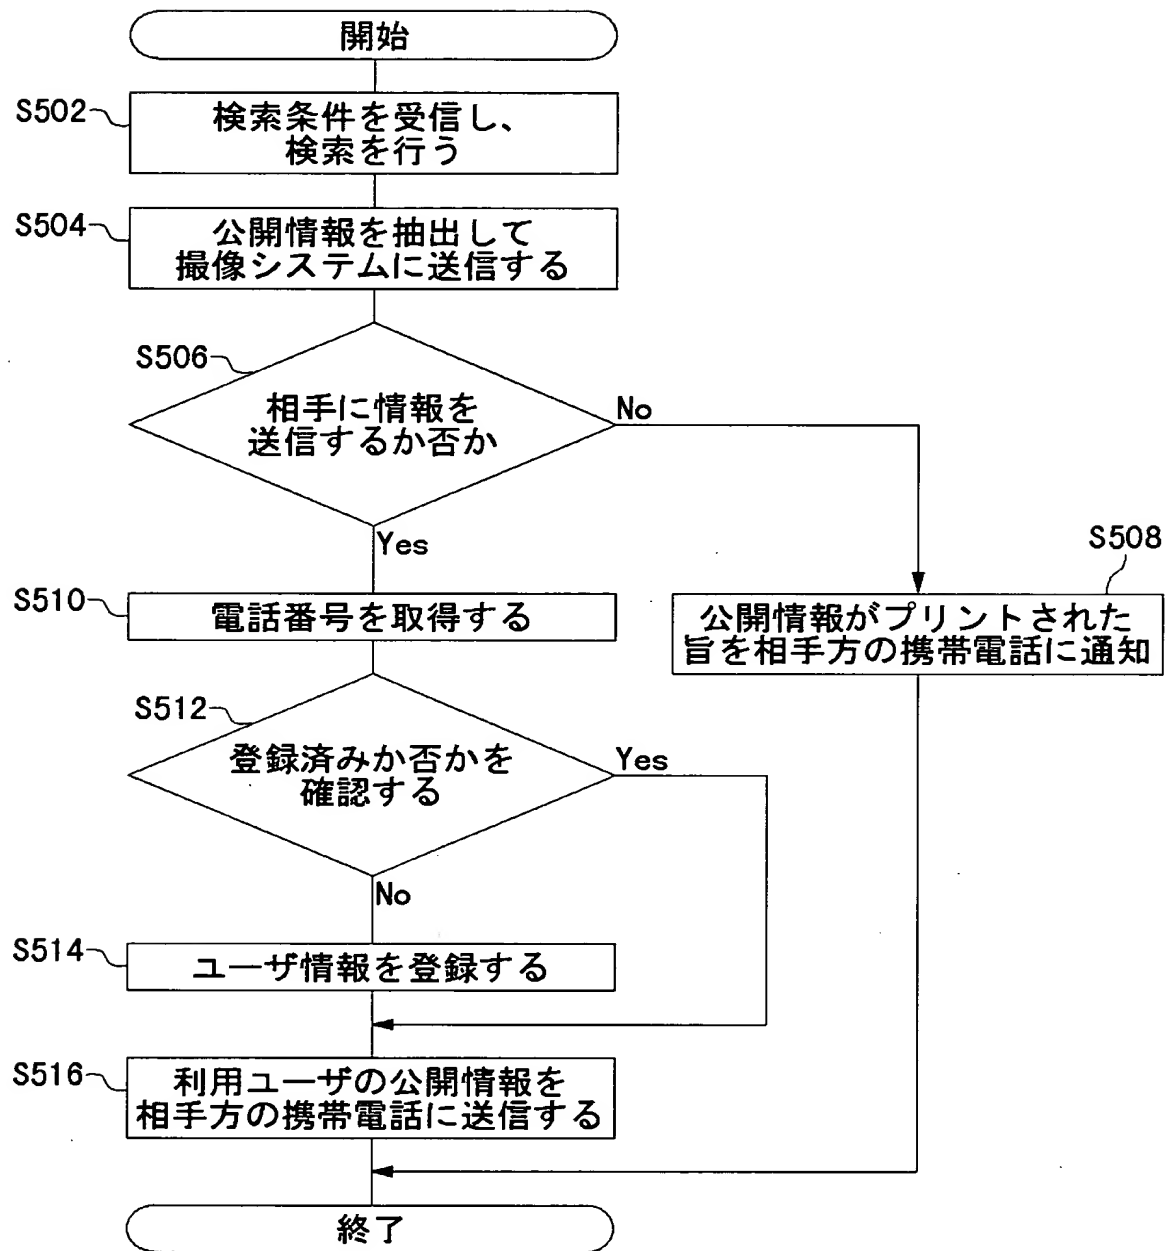 開始
S502
検索条件を受信し、
検索を行う
S504
公開情報を抽出して
撮像システムに送信する
S506
相手に情報を
送信するか否か
No
Yes
S508
公開情報がプリントされた
旨を相手方の携帯電話に通知
S510
電話番号を取得する
S512
登録済みか否かを
確認する
Yes
No
S514
ユーザ情報を登録する
S516
利用ユーザの公開情報を
相手方の携帯電話に送信する
終了